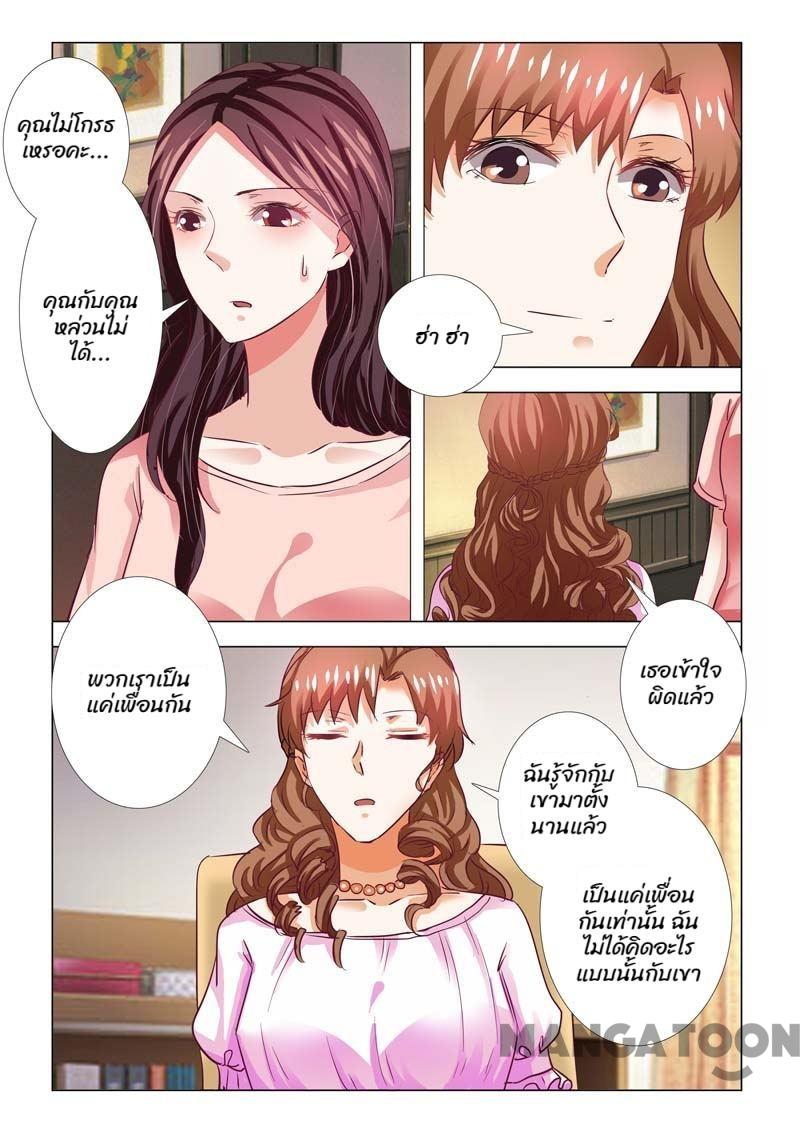 คุณไม่โกรธ
เหรอคะ...
คุณกับคุณ
หล่วนไม่
ได้...
ฮ่า ฮ่า
เธอเข้าใจ
ผิดแล้ว
พวกเราเป็น
แค่เพื่อนกัน
ฉันรู้จักกับ
เขามาตั้ง
นานแล้ว
เป็นแค่เพื่อน
กันเท่านั้น ฉัน
ไม่ได้คิดอะไร
แบบนั้นกับเขา
MANGATOON